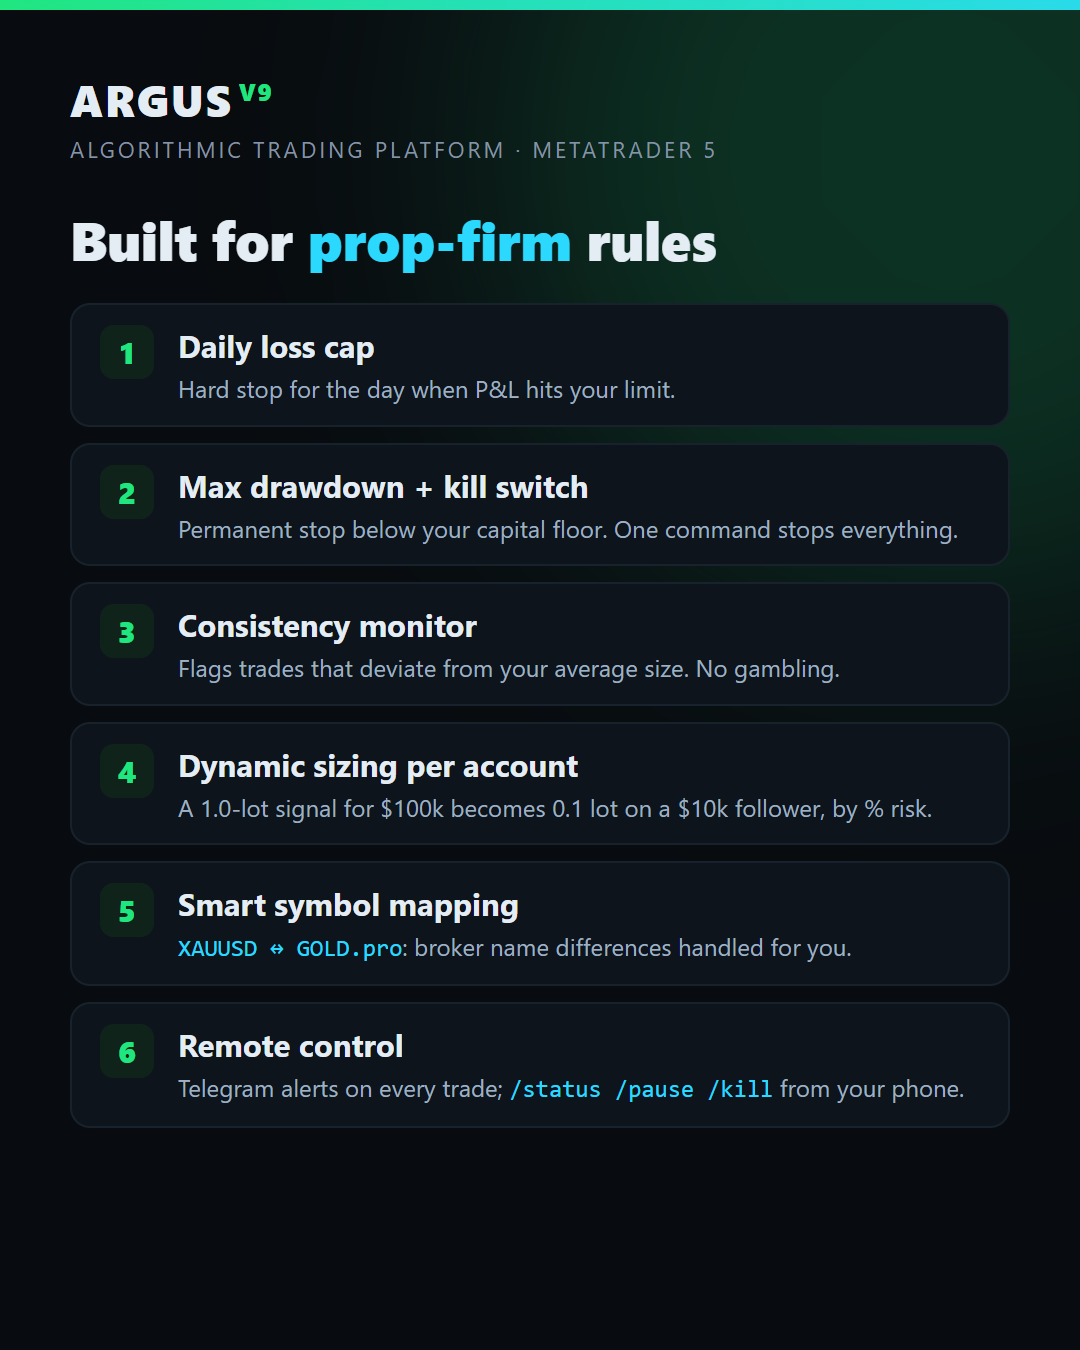 ARGUS V9
ALGORITHMIC TRADING PLATFORM · METATRADER 5
Built for prop-firm rules
1 Daily loss cap
Hard stop for the day when P&L hits your limit.
2 Max drawdown + kill switch
Permanent stop below your capital floor. One command stops everything.
3 Consistency monitor
Flags trades that deviate from your average size. No gambling.
4 Dynamic sizing per account
A 1.0-lot signal for $100k becomes 0.1 lot on a $10k follower, by % risk.
5 Smart symbol mapping
XAUUSD ↔ GOLD.pro: broker name differences handled for you.
6 Remote control
Telegram alerts on every trade; /status /pause /kill from your phone.